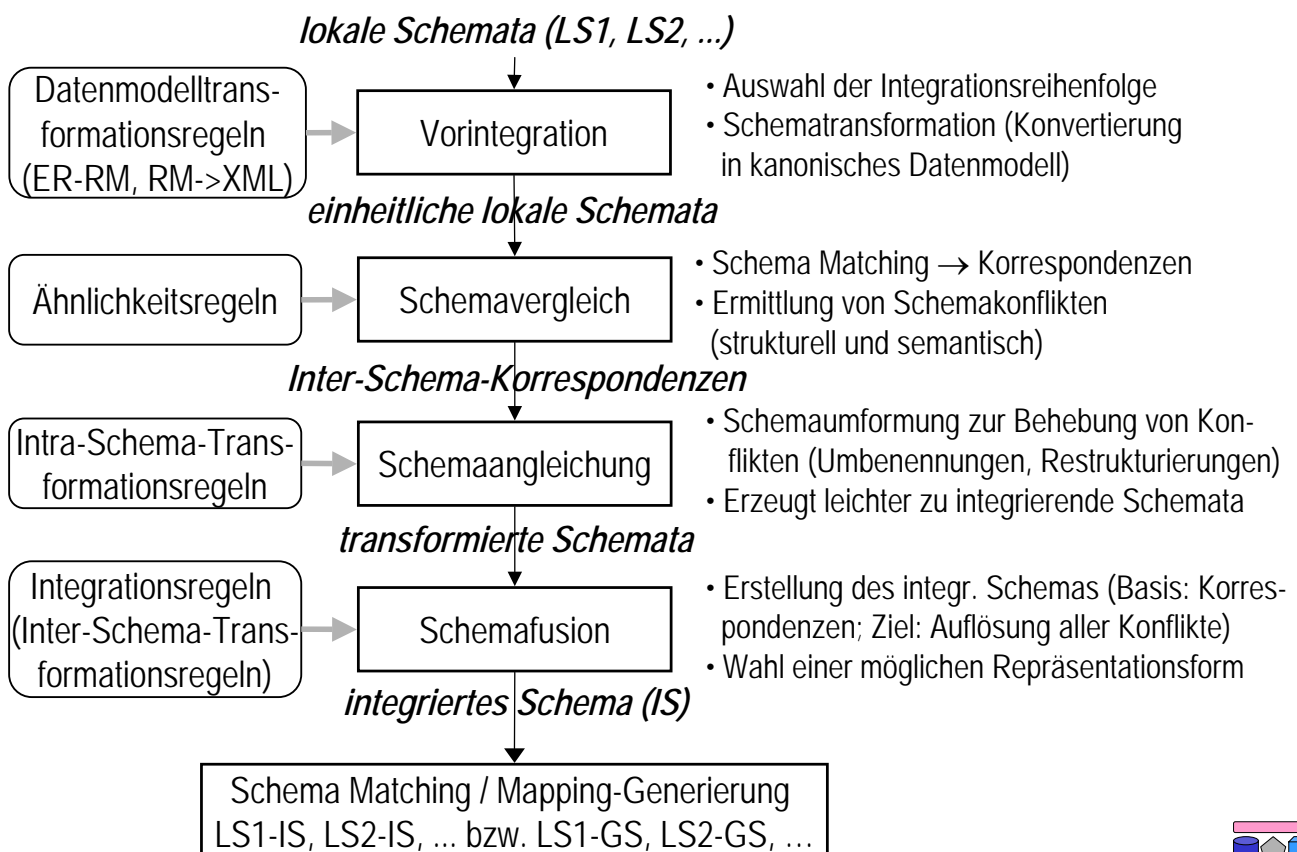 lokale Schemata (LS1, LS2, ...)
Datenmodelltrans-
formationsregeln
(ER-RM, RM->XML)
Vorintegration
• Auswahl der Integrationsreihenfolge
• Schematransformation (Konvertierung
in kanonisches Datenmodell)
einheitliche lokale Schemata
Ähnlichkeitsregeln
Schemavergleich
• Schema Matching → Korrespondenzen
• Ermittlung von Schemakonflikten
(strukturell und semantisch)
Inter-Schema-Korrespondenzen
Intra-Schema-Trans-
formationsregeln
Schemaangleichung
• Schemaumformung zur Behebung von Kon-
flikten (Umbenennungen, Restrukturierungen)
• Erzeugt leichter zu integrierende Schemata
transformierte Schemata
Integrationsregeln
(Inter-Schema-Trans-
formationsregeln)
Schemafusion
• Erstellung des integr. Schemas (Basis: Korres-
pondenzen; Ziel: Auflösung aller Konflikte)
• Wahl einer möglichen Repräsentationsform
integriertes Schema (IS)
Schema Matching / Mapping-Generierung
LS1-IS, LS2-IS, ... bzw. LS1-GS, LS2-GS, …